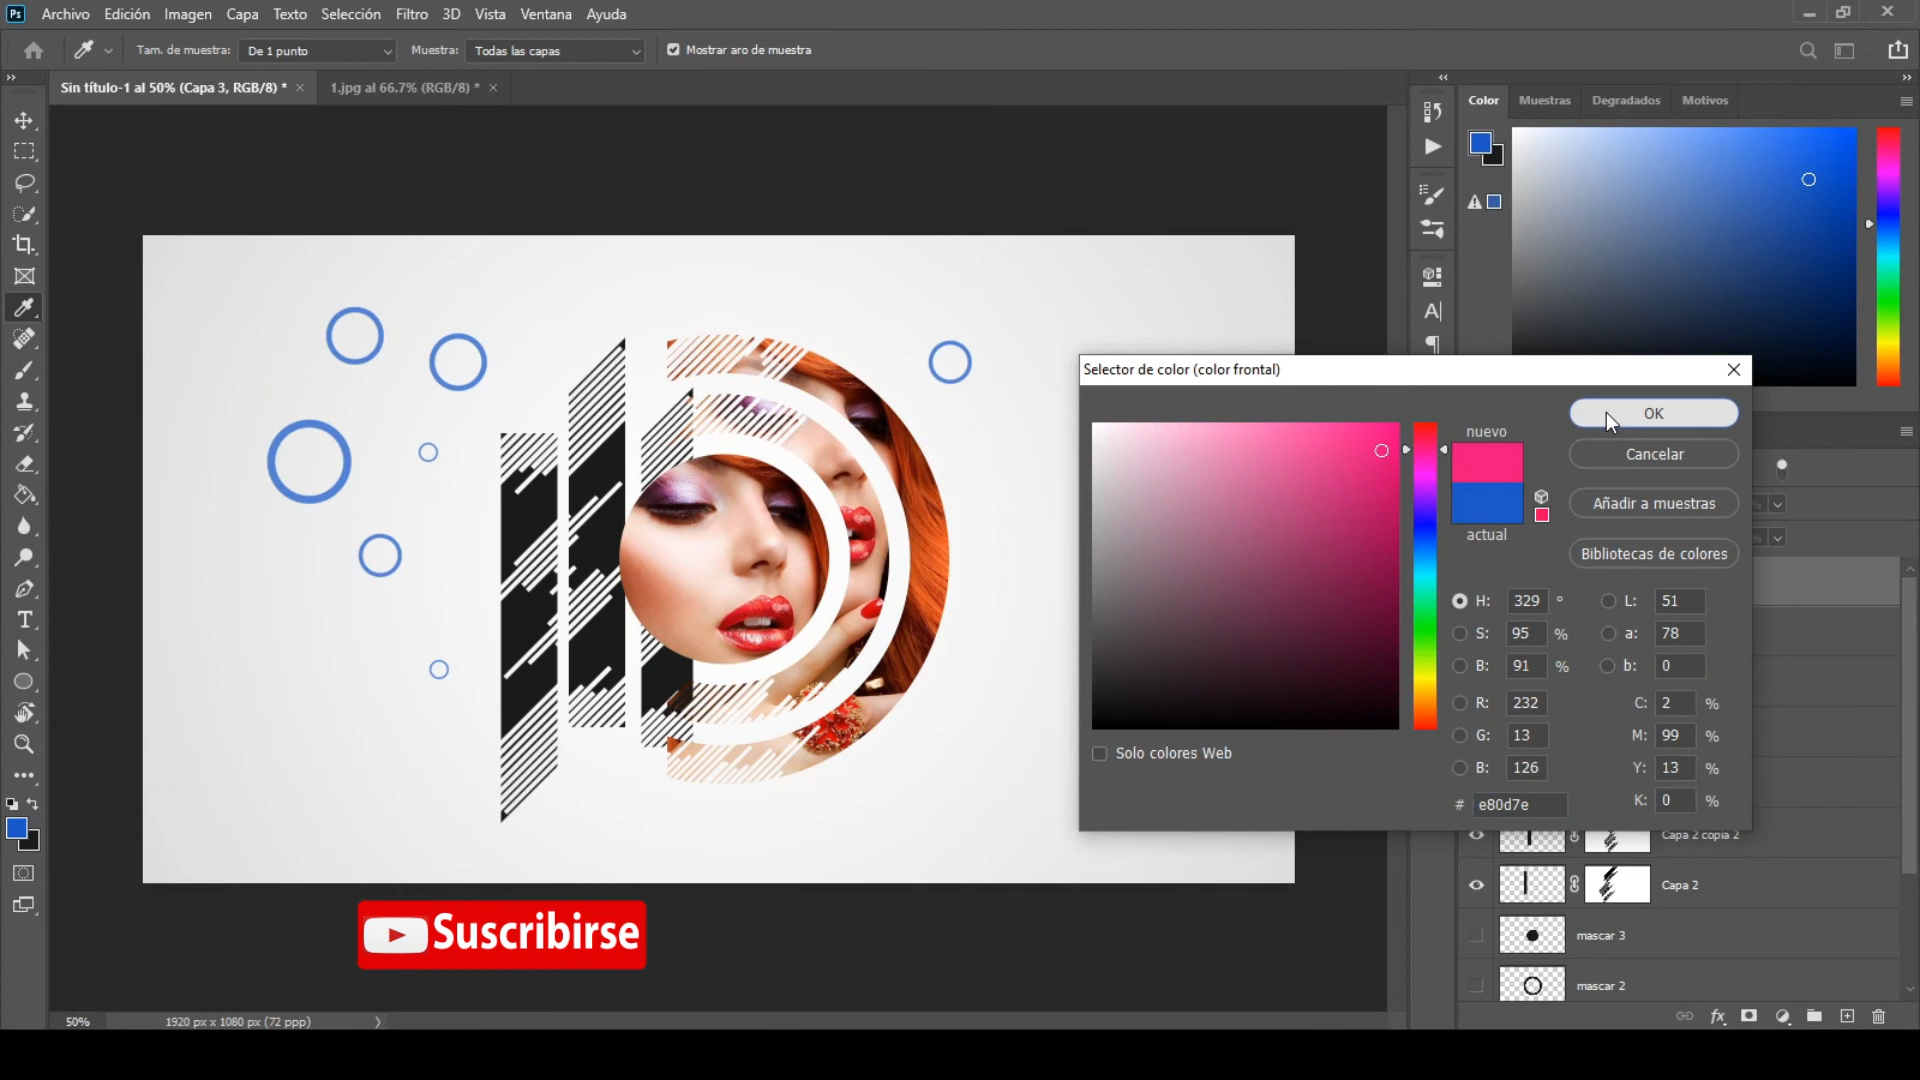 Ps Archivo Edición Imagen Capa Texto Selección Filtro 3D Vista Ventana Ayuda
Tam. de muestra: De 1 punto Muestra: Todas las capas Mostrar aro de muestra
Sin título-1 al 50% (Capa 3, RGB/8) * × 1.jpg al 66.7% (RGB/8) * ×
Color Muestras Degradados Motivos
Selector de color (color frontal)
OK
nuevo
Cancelar
Añadir a muestras
actual
Bibliotecas de colores
H: 329 ° L: 51
S: 95 % a: 78
B: 91 % b: 0
R: 232 C: 2 %
G: 13 M: 99 %
Solo colores Web
B: 126 Y: 13 %
# e80d7e K: 0 %
Capa 2 copia 2
Capa 2
mascar 3
mascar 2
Suscribirse
50% 1920 px x 1080 px (72 ppp)
fx